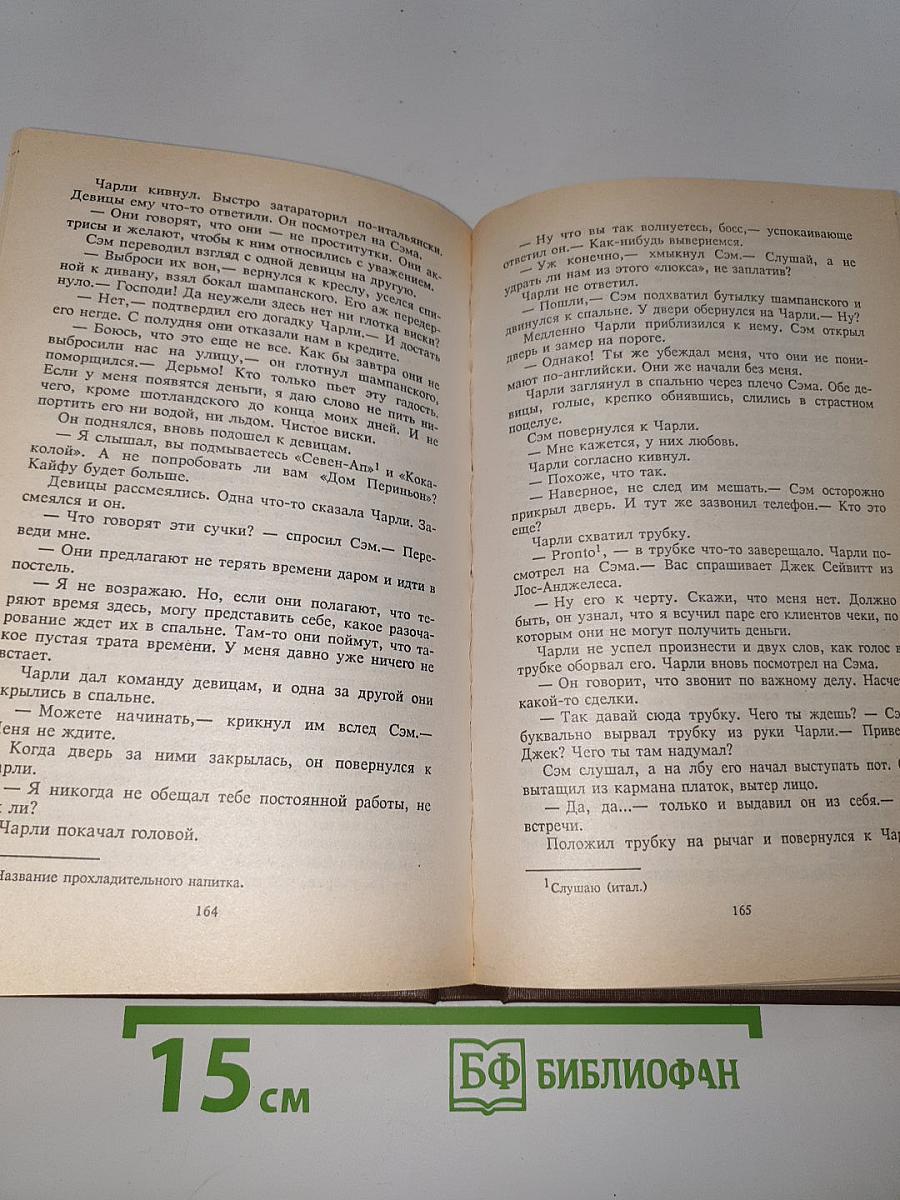 Чарли кивнул. Быстро затараторил по-итальянски.
Девицы ему что-то ответили. Он посмотрел на Сэма.
— Они говорят, что они — не проститутки. Они ак-
трисы и желают, чтобы к ним относились с уважением.
Сэм переводил взгляд с одной девицы на другую.
— Выброси их вон,— вернулся к креслу, уселся спи-
ной к дивану, взял бокал шампанского. Его аж передер-
нуло.— Господи! Да неужели здесь нет ни глотка виски?
— Нет,— подтвердил его догадку Чарли.— И достать
его негде. С полудня они отказали нам в кредите.
— Боюсь, что это еще не все. Как бы завтра они не
выбросили нас на улицу,— он глотнул шампанского,
поморщился.— Дерьмо! Кто только пьет эту гадость.
Если у меня появятся деньги, я даю слово не пить ни-
чего, кроме шотландского до конца моих дней. И не
портить его ни водой, ни льдом. Чистое виски.
Он поднялся, вновь подошел к девицам.
— Я слышал, вы подмываетесь «Севен-Ап»¹ и «Кока-
колой». А не попробовать ли вам «Дом Периньон»?
Кайфу будет больше.
Девицы рассмеялись. Одна что-то сказала Чарли. За-
смеялся и он.
— Что говорят эти сучки? — спросил Сэм.— Пере-
веди мне.
— Они предлагают не терять времени даром и идти в
постель.
— Я не возражаю. Но, если они полагают, что те-
ряют время здесь, могу представить себе, какое разоча-
рование ждет их в спальне. Там-то они поймут, что та-
кое пустая трата времени. У меня давно уже ничего не
встает.
Чарли дал команду девицам, и одна за другой они
крылись в спальне.
— Можете начинать,— крикнул им вслед Сэм.—
Меня не ждите.
Когда дверь за ними закрылась, он повернулся к
арли.
— Я никогда не обещал тебе постоянной работы, не
к ли?
Чарли покачал головой.
Название прохладительного напитка.
164
— Ну что вы так волнуетесь, босс,— успокаивающе
ответил он.— Как-нибудь вывернемся.
— Уж конечно,— хмыкнул Сэм.— Слушай, а не
удрать ли нам из этого «люкса», не заплатив?
Чарли не ответил.
— Пошли,— Сэм подхватил бутылку шампанского и
двинулся к спальне. У двери обернулся на Чарли.— Ну?
Медленно Чарли приблизился к нему. Сэм открыл
дверь и замер на пороге.
— Однако! Ты же убеждал меня, что они не пони-
мают по-английски. Они же начали без меня.
Чарли заглянул в спальню через плечо Сэма. Обе де-
вицы, голые, крепко обнявшись, слились в страстном
поцелуе.
Сэм повернулся к Чарли.
— Мне кажется, у них любовь.
Чарли согласно кивнул.
— Похоже, что так.
— Наверное, не след им мешать.— Сэм осторожно
прикрыл дверь. И тут же зазвонил телефон.— Кто это
еще?
Чарли схватил трубку.
— Pronto¹, — в трубке что-то заверещало. Чарли по-
смотрел на Сэма.— Вас спрашивает Джек Сейвитт из
Лос-Анджелеса.
— Ну его к черту. Скажи, что меня нет. Должно
быть, он узнал, что я всучил паре его клиентов чеки, по
которым они не могут получить деньги.
Чарли не успел произнести и двух слов, как голос в
трубке оборвал его. Чарли вновь посмотрел на Сэма.
— Он говорит, что звонит по важному делу. Насчет
какой-то сделки.
— Так давай сюда трубку. Чего ты ждешь? — Сэ
буквально вырвал трубку из руки Чарли.— Приве
Джек? Чего ты там надумал?
Сэм слушал, а на лбу его начал выступать пот.
вытащил из кармана платок, вытер лицо.
— Да, да...— только и выдавил он из себя.—
встречи.
Положил трубку на рычаг и повернулся к Чар
¹Слушаю (итал.)
165
15 см
БФ БИБЛИОФАН